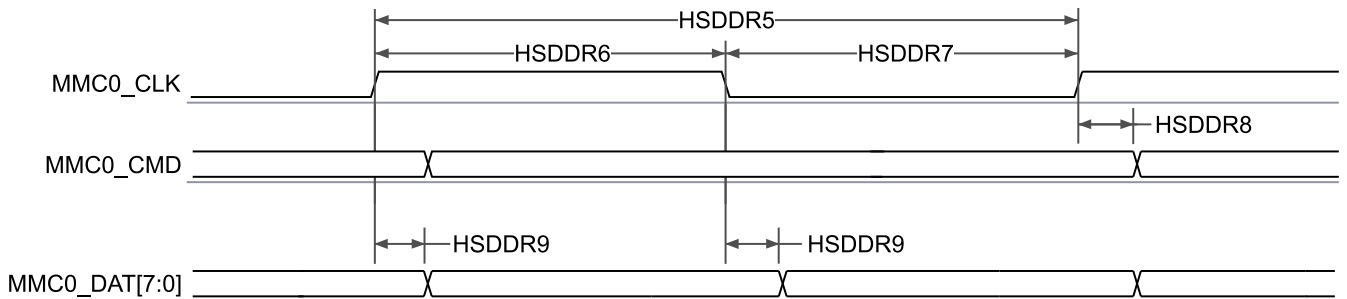 HSDDR5
HSDDR6 HSDDR7
MMC0_CLK
HSDDR8
MMC0_CMD
HSDDR9 HSDDR9
MMC0_DAT[7:0]